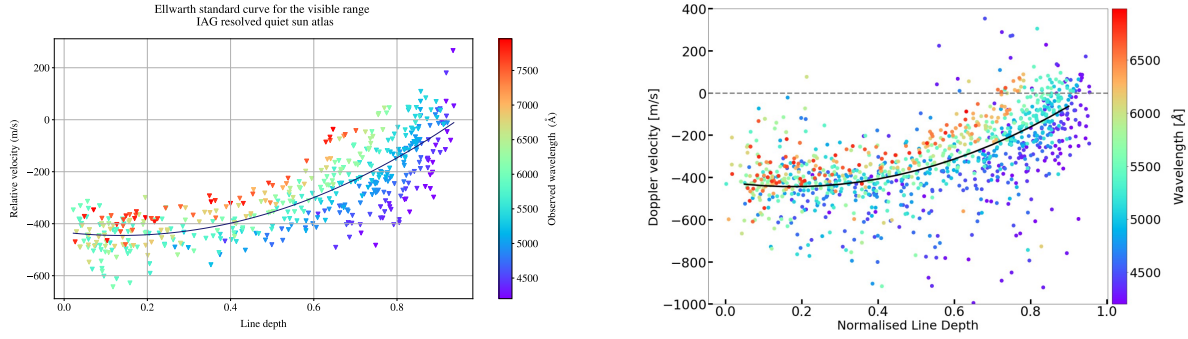 Ellwarth standard curve for the visible range
IAG resolved quiet sun atlas
Relative velocity (m/s)
200
0
−200
−400
−600
0.0 0.2 0.4 0.6 0.8
Line depth
7500
7000
6500
6000
5500
5000
4500
Observed wavelength (Å)
Doppler velocity [m/s]
400
200
0
−200
−400
−600
−800
−1000
0.0 0.2 0.4 0.6 0.8 1.0
Normalised Line Depth
6500
6000
5500
5000
4500
Wavelength [Å]